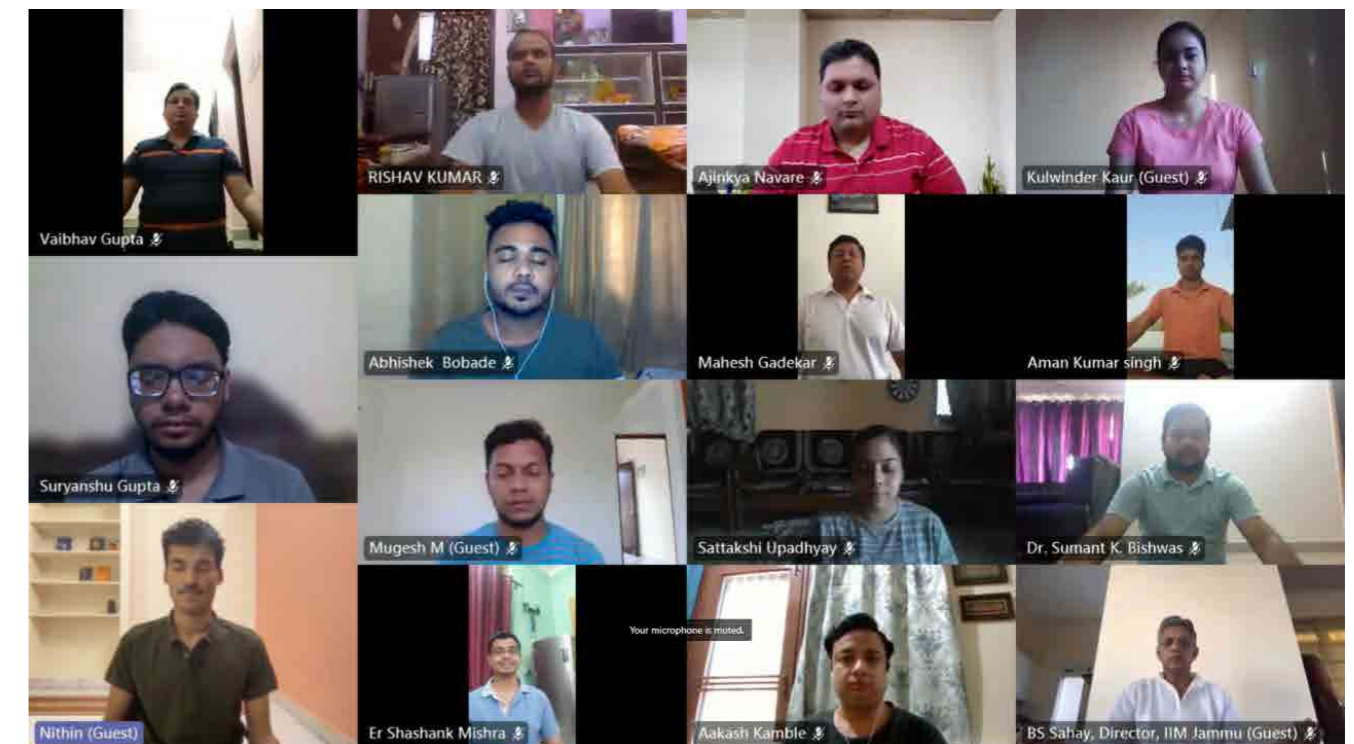 Vaibhav Gupta
RISHAV KUMAR
Ajinkya Navare
Kulwinder Kaur (Guest)
Abhishek Bobade
Mahesh Gadekar
Aman Kumar singh
Suryanshu Gupta
Mugesh M (Guest)
Sattakshi Upadhyay
Dr. Sumant K. Bishwas
Your microphone is muted.
Nithin (Guest)
Er Shashank Mishra
Aakash Kamble
BS Sahay, Director, IIM Jammu (Guest)